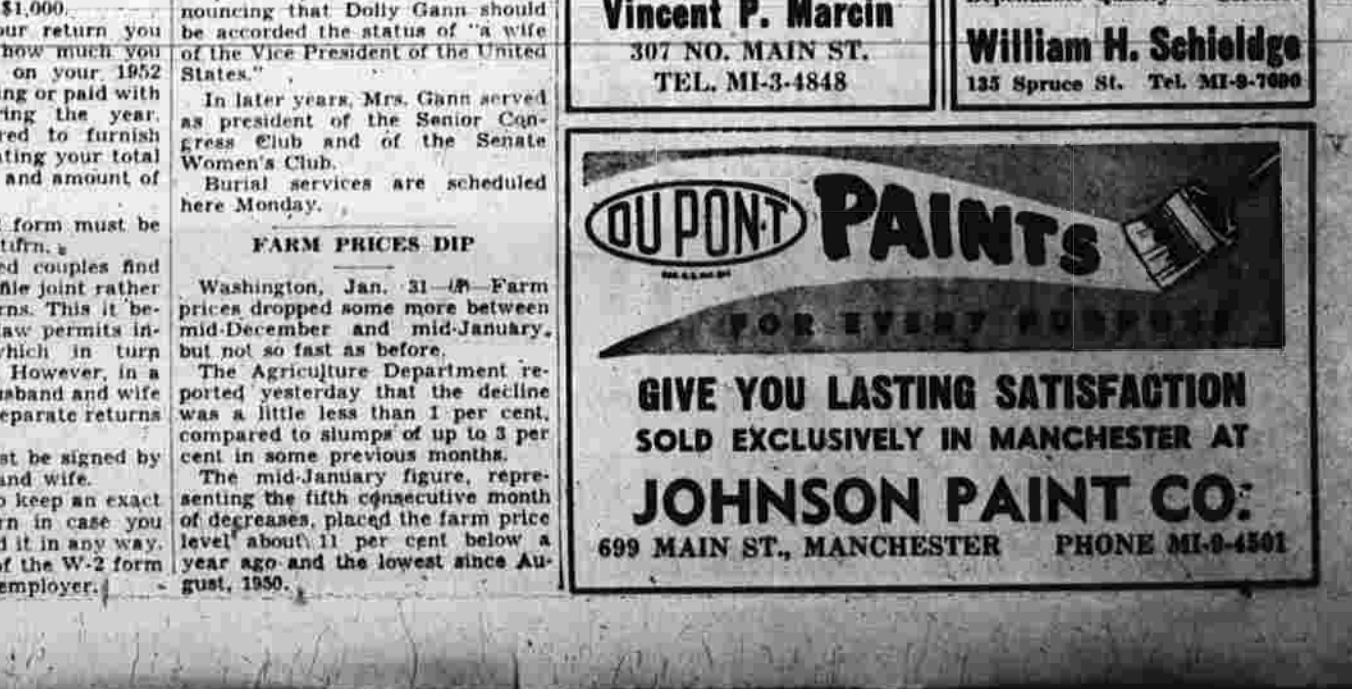 $1,000.
our return you
how much you
on your 1952
ing or paid with
ring the year.
red to furnish
ating your total
and amount of
form must be
ed couples find
file joint rather
rns. This it be-
law permits in-
which in turn
However, in a
usband and wife
eparate returns
st be signed by
and wife.
keep an exact
rn in case you
d it in any way.
of the W-2 form
employer.
nouncing that Dolly Gann should
be accorded the status of "a wife
of the Vice President of the United
States."
In later years, Mrs. Gann served
as president of the Senior Con-
gress Club and of the Senate
Women's Club.
Burial services are scheduled
here Monday.
FARM PRICES DIP
Washington, Jan. 31—(AP)—Farm
prices dropped some more between
mid-December and mid-January,
but not so fast as before.
The Agriculture Department re-
ported yesterday that the decline
was a little less than 1 per cent,
compared to slumps of up to 3 per
cent in some previous months.
The mid-January figure, repre-
senting the fifth consecutive month
of decreases, placed the farm price
level about 11 per cent below a
year ago and the lowest since Au-
gust, 1950.
Vincent P. Marcin
307 NO. MAIN ST.
TEL. MI-3-4848
William H. Schieldge
135 Spruce St. Tel. MI-9-7690
DU PONT PAINTS
FOR EVERY PURPOSE
GIVE YOU LASTING SATISFACTION
SOLD EXCLUSIVELY IN MANCHESTER AT
JOHNSON PAINT CO.
699 MAIN ST., MANCHESTER PHONE MI-9-4501